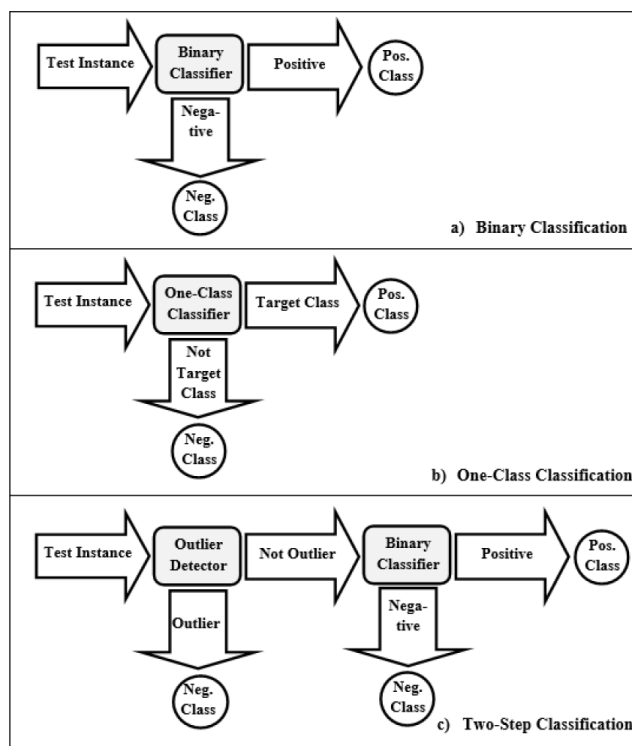 Test Instance
Binary
Classifier
Positive
Pos.
Class
Nega-
tive
Neg.
Class
a) Binary Classification
Test Instance
One-Class
Classifier
Target Class
Pos.
Class
Not
Target
Class
Neg.
Class
b) One-Class Classification
Test Instance
Outlier
Detector
Not Outlier
Binary
Classifier
Positive
Pos.
Class
Outlier
Nega-
tive
Neg.
Class
Neg.
Class
c) Two-Step Classification